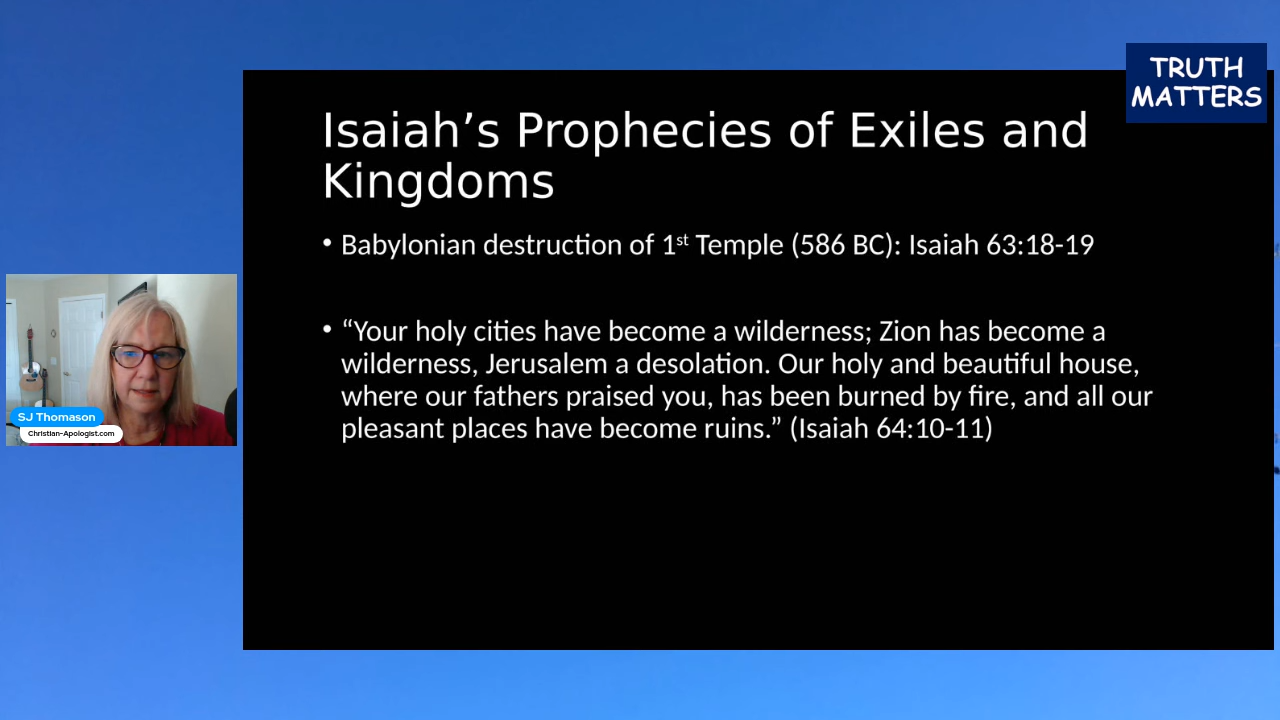 TRUTH
MATTERS
Isaiah’s Prophecies of Exiles and
Kingdoms
• Babylonian destruction of 1st Temple (586 BC): Isaiah 63:18-19
• “Your holy cities have become a wilderness; Zion has become a
wilderness, Jerusalem a desolation. Our holy and beautiful house,
where our fathers praised you, has been burned by fire, and all our
pleasant places have become ruins.” (Isaiah 64:10-11)
SJ Thomason
Christian-Apologist.com